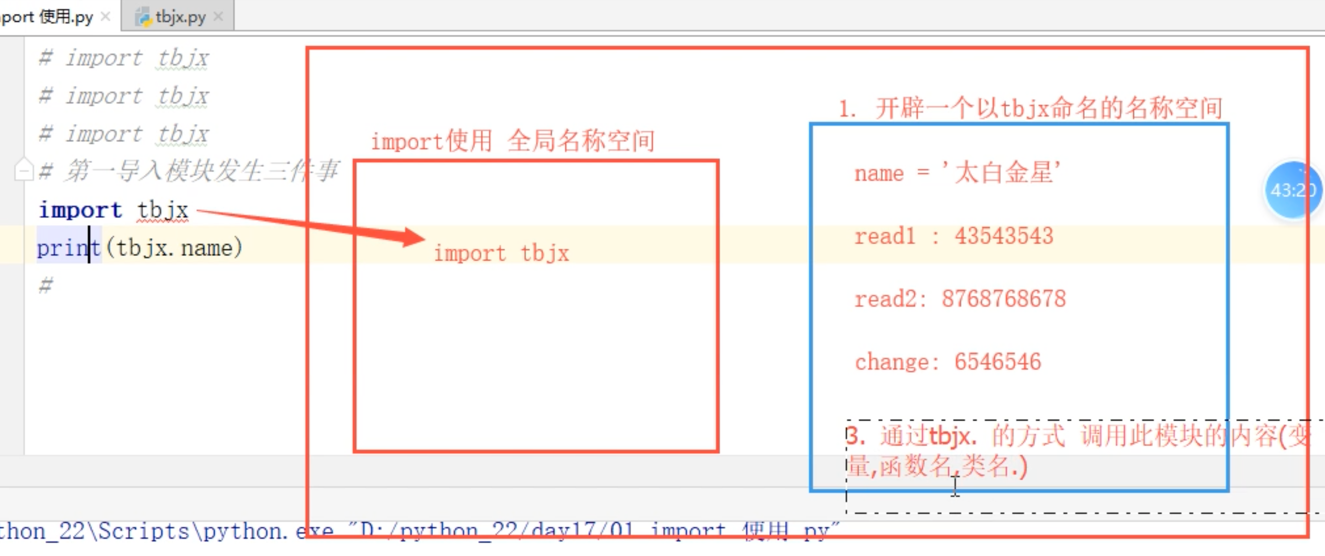 port 使用.py
tbjx.py
# import tbjx
# import tbjx
# import tbjx
# 第一导入模块发生三件事
import tbjx
print(tbjx.name)
#
import使用 全局名称空间
import tbjx
1. 开辟一个以tbjx命名的名称空间
name = '太白金星'
read1 : 43543543
read2: 8768768678
change: 6546546
3. 通过tbjx. 的方式 调用此模块的内容(变
量,函数名,类名.)
43:20
thon_22\Scripts\python.exe "D:/python_22/day17/01 import 使用.py"